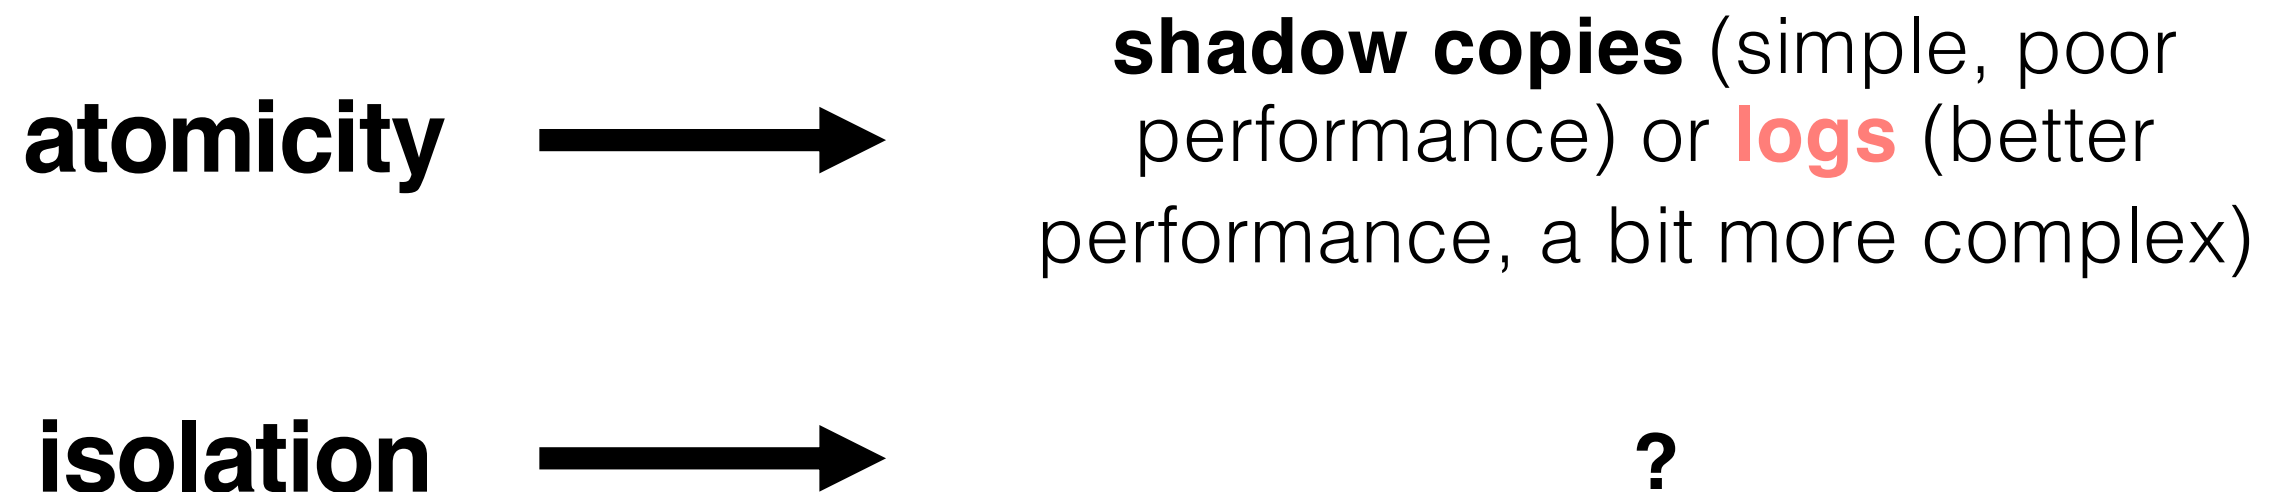 shadow copies (simple, poor
atomicity
performance) or logs (better
performance, a bit more complex)
isolation
?